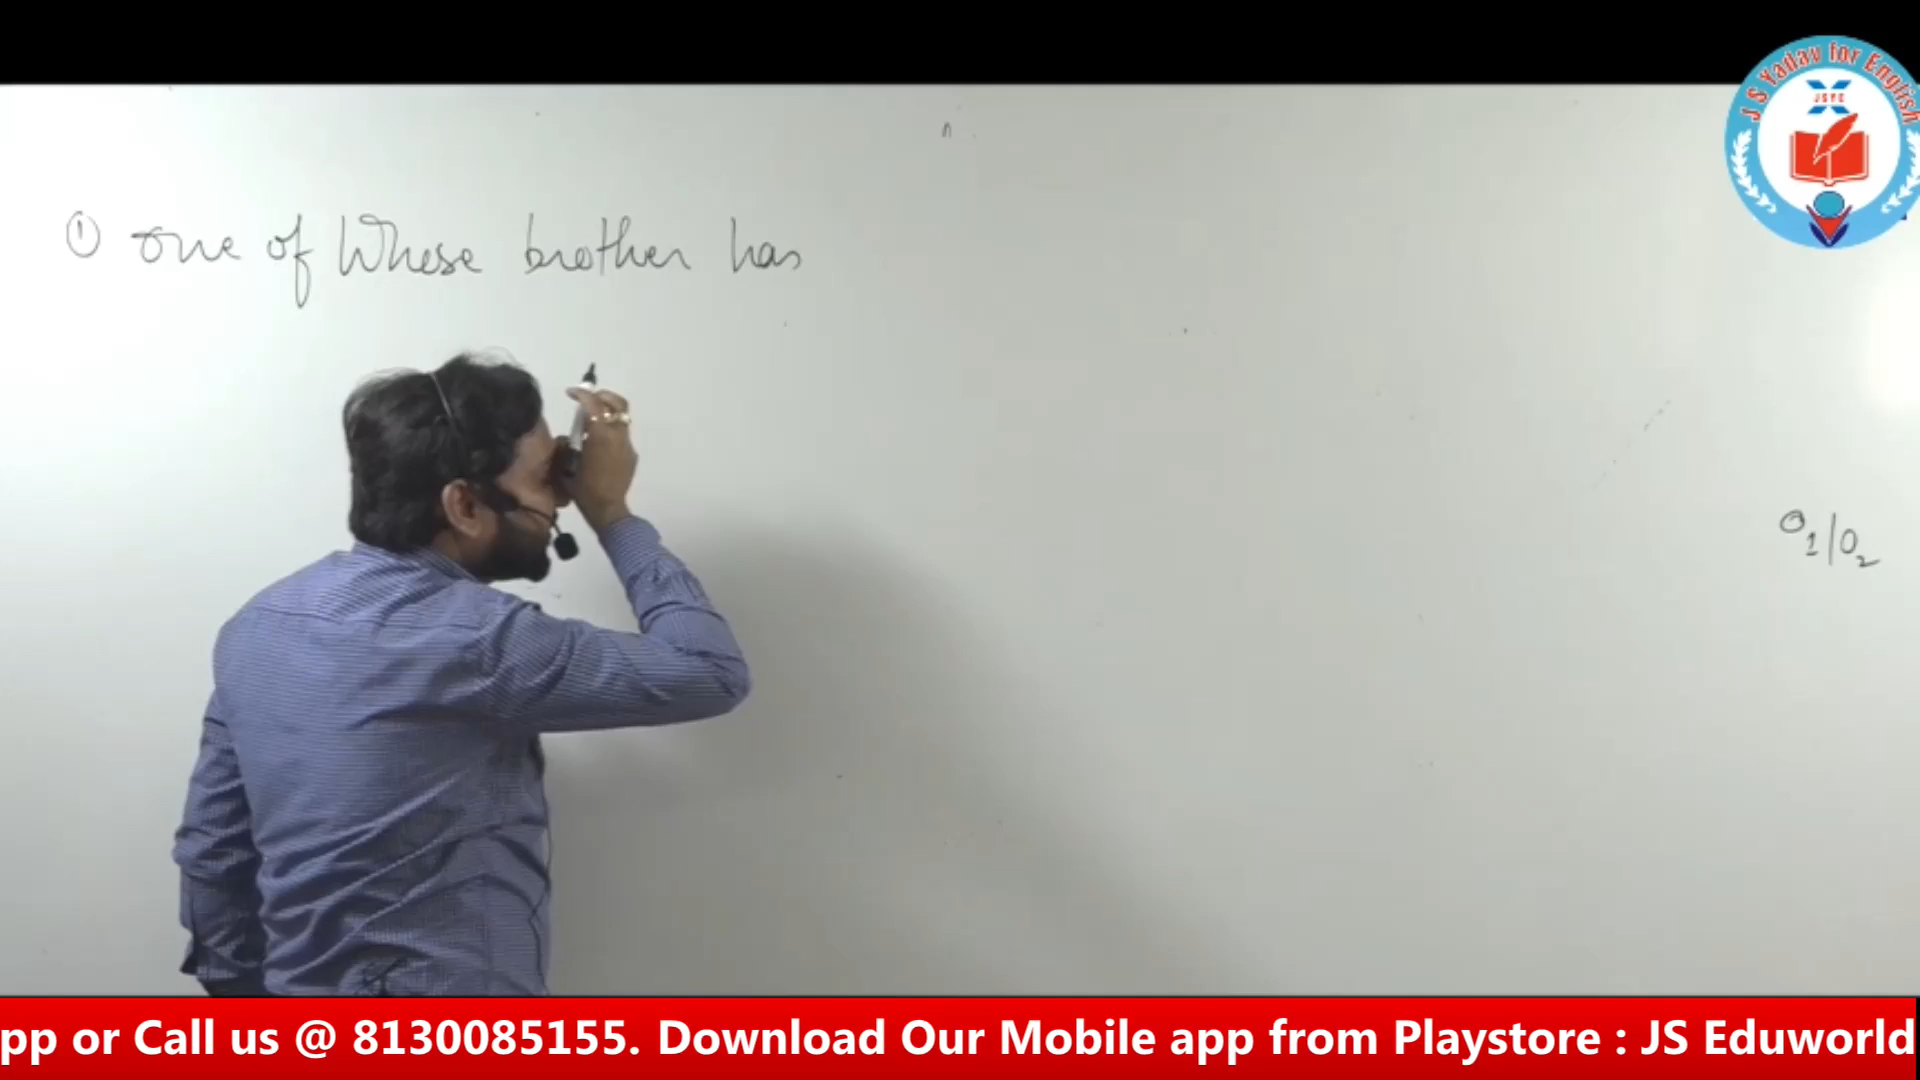 J S Yadav for English
JSYE
① one of Whose brother has
O1/O2
pp or Call us @ 8130085155. Download Our Mobile app from Playstore : JS Eduworld